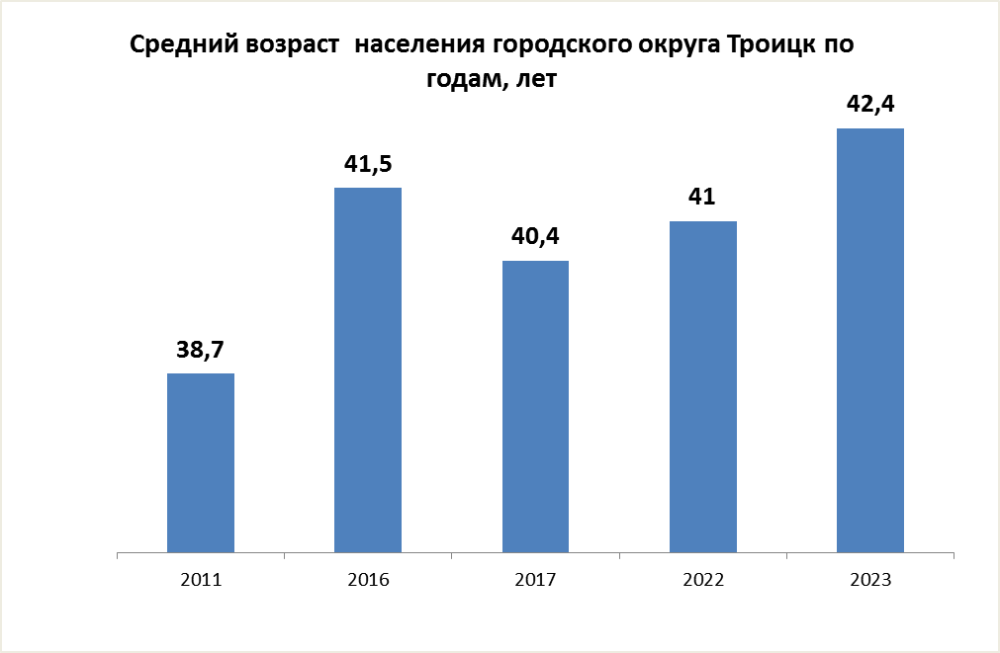 Средний возраст  населения городского округа Троицк по
годам, лет
42,4
41,5
41
40,4
38,7
2011 2016 2017 2022 2023